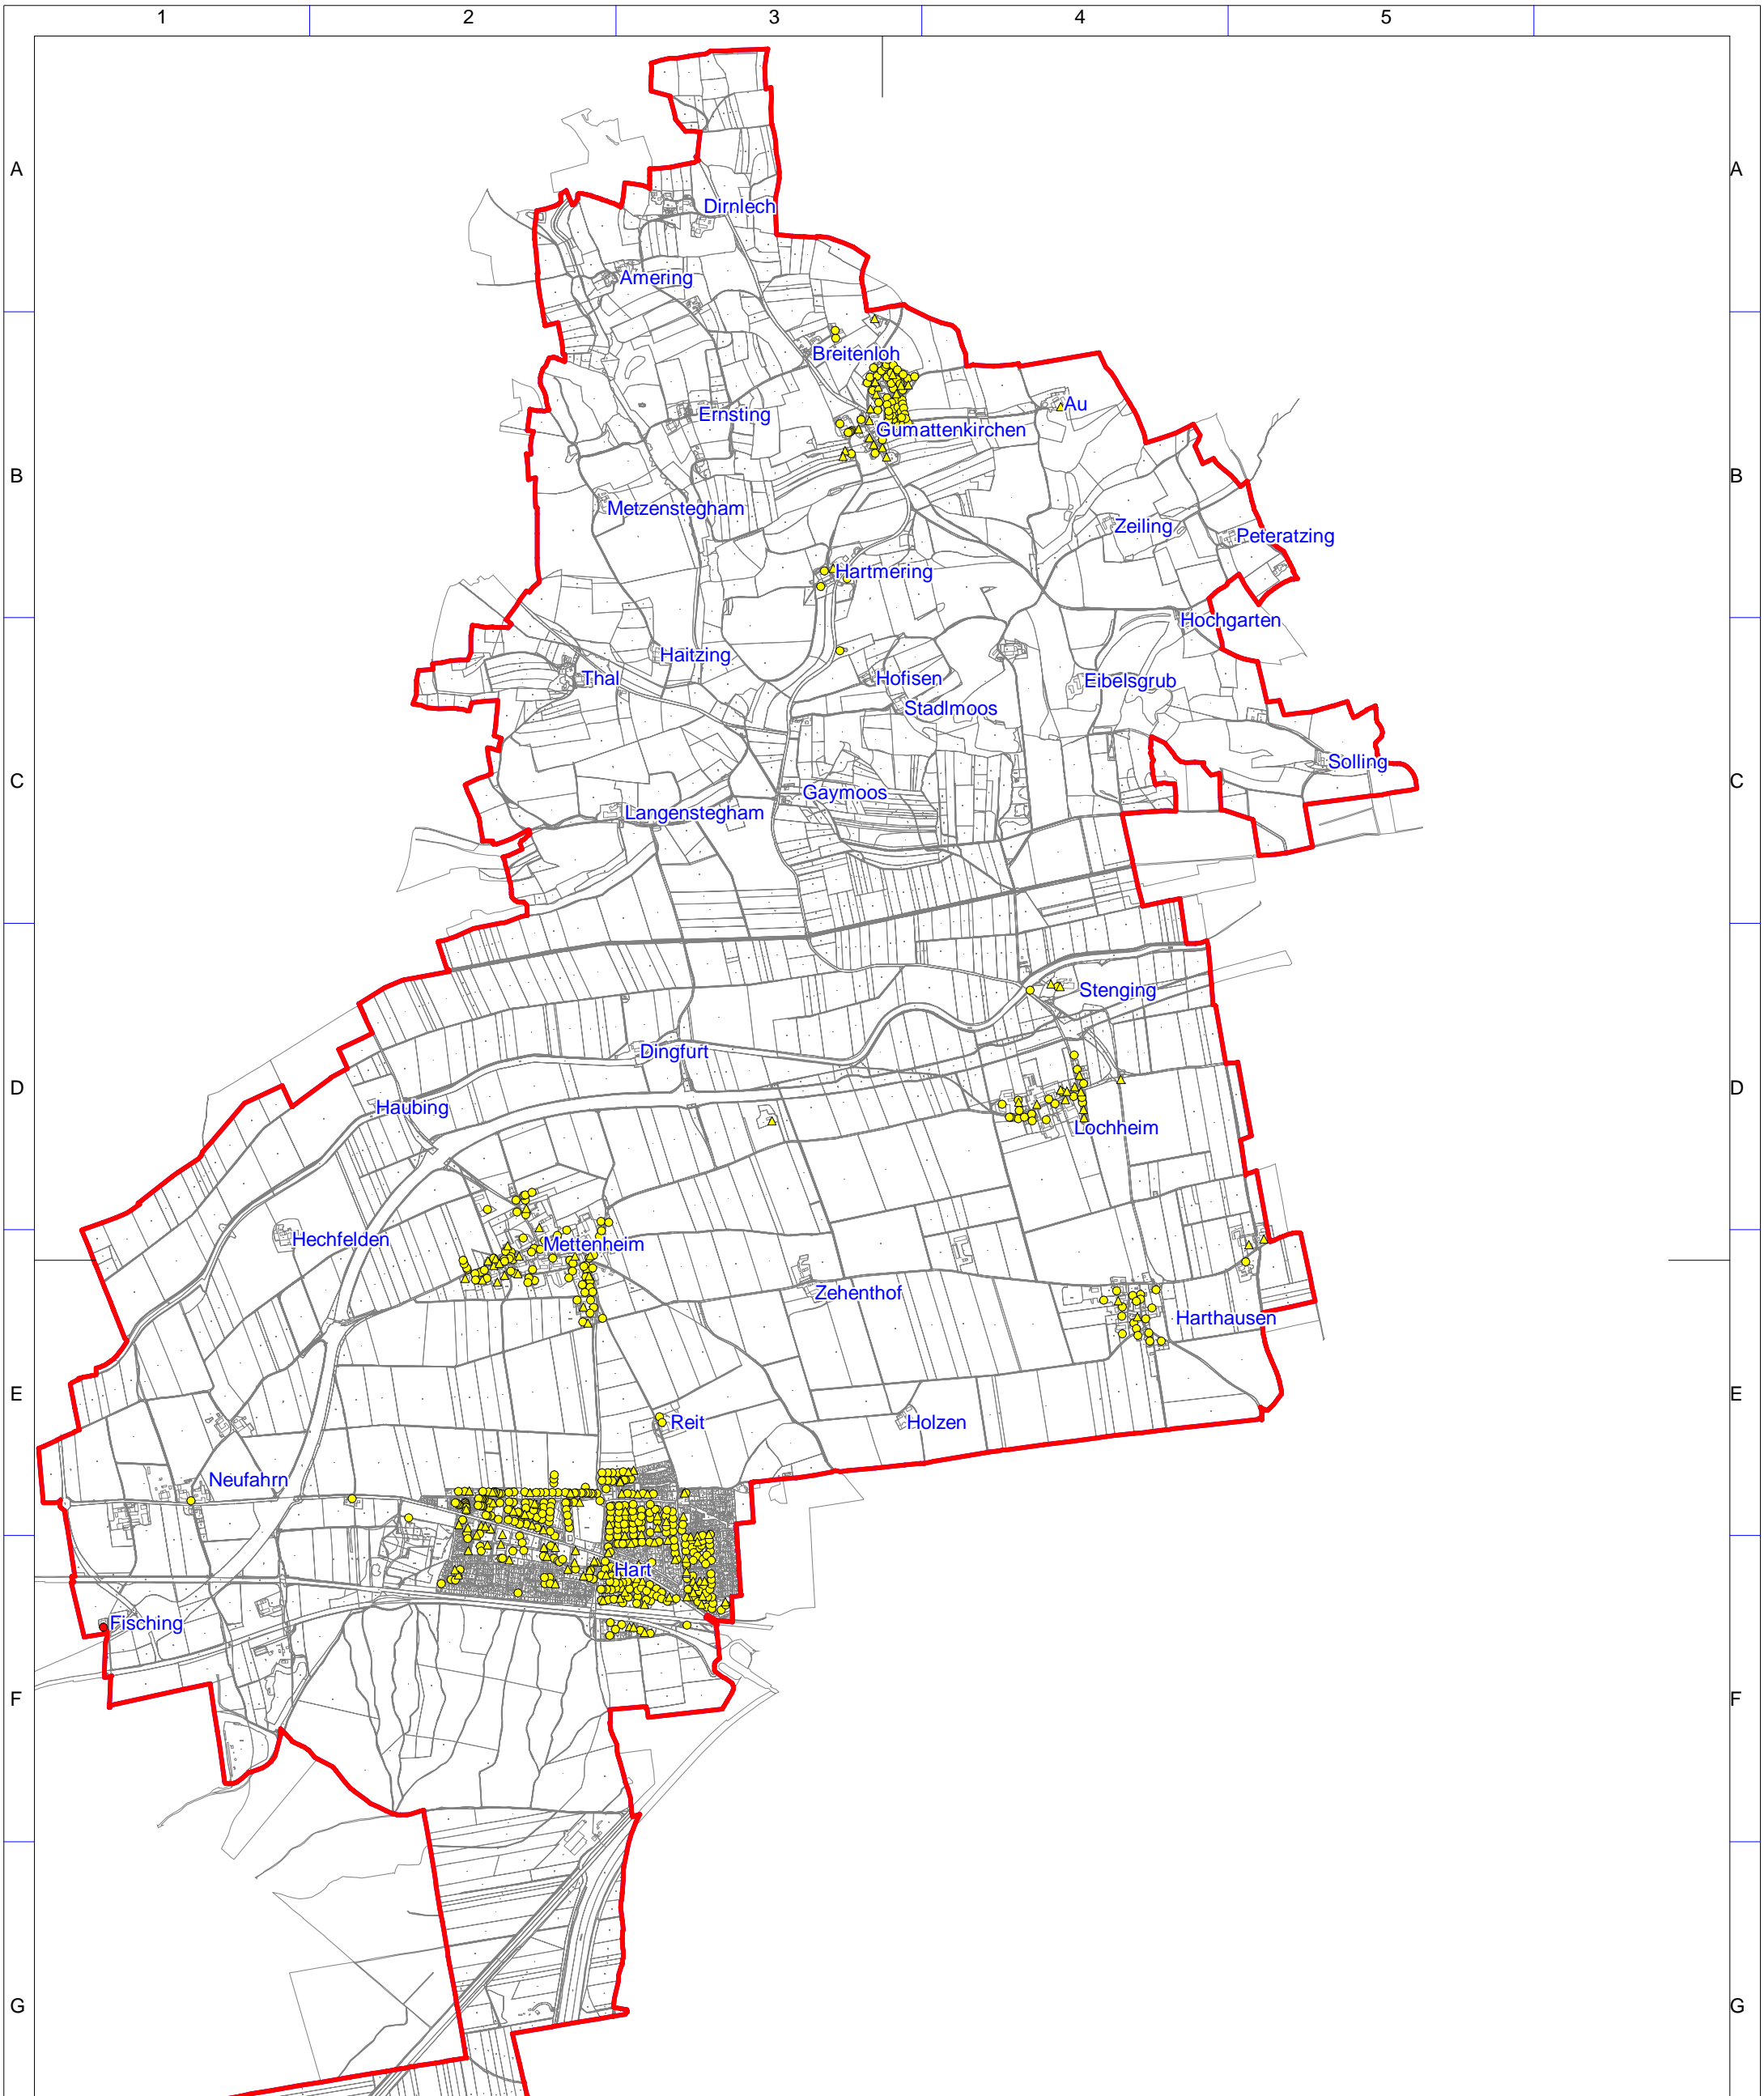 1 2 3 4 5
A A
Dirnlech
Amering
Breitenloh
Au
Ernsting
Gumattenkirchen
B B
Metzenstegham
Zeiling
Peteratzing
Hartmering
Hochgarten
Haitzing
Thal
Hofisen
Eibelsgrub
Stadlmoos
Solling
C C
Gaymoos
Langenstegham
Stenging
Dingfurt
D D
Haubing
Lochheim
Hechfelden
Mettenheim
Zehenthof
Harthausen
E E
Reit
Holzen
Neufahrn
Hart
Fisching
F F
G G